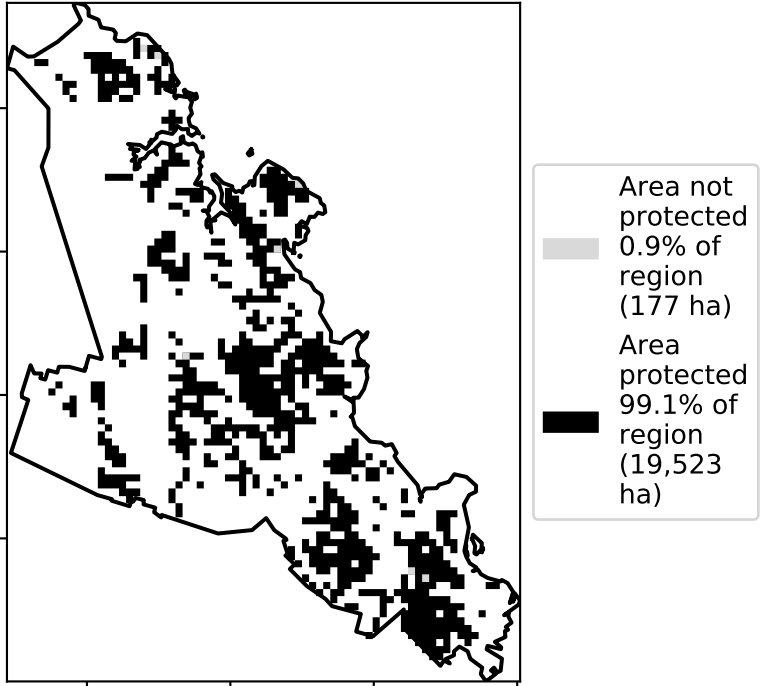 Area not
protected
0.9% of
region
(177 ha)
Area
protected
99.1% of
region
(19,523
ha)